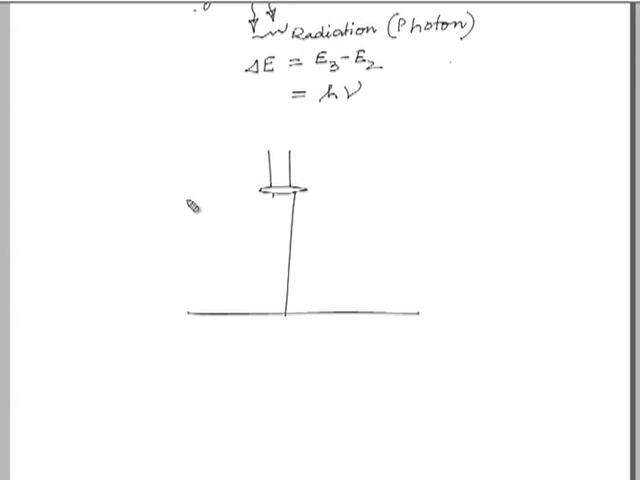 Radiation (Photon)
ΔE = E₃-E₂
= hν